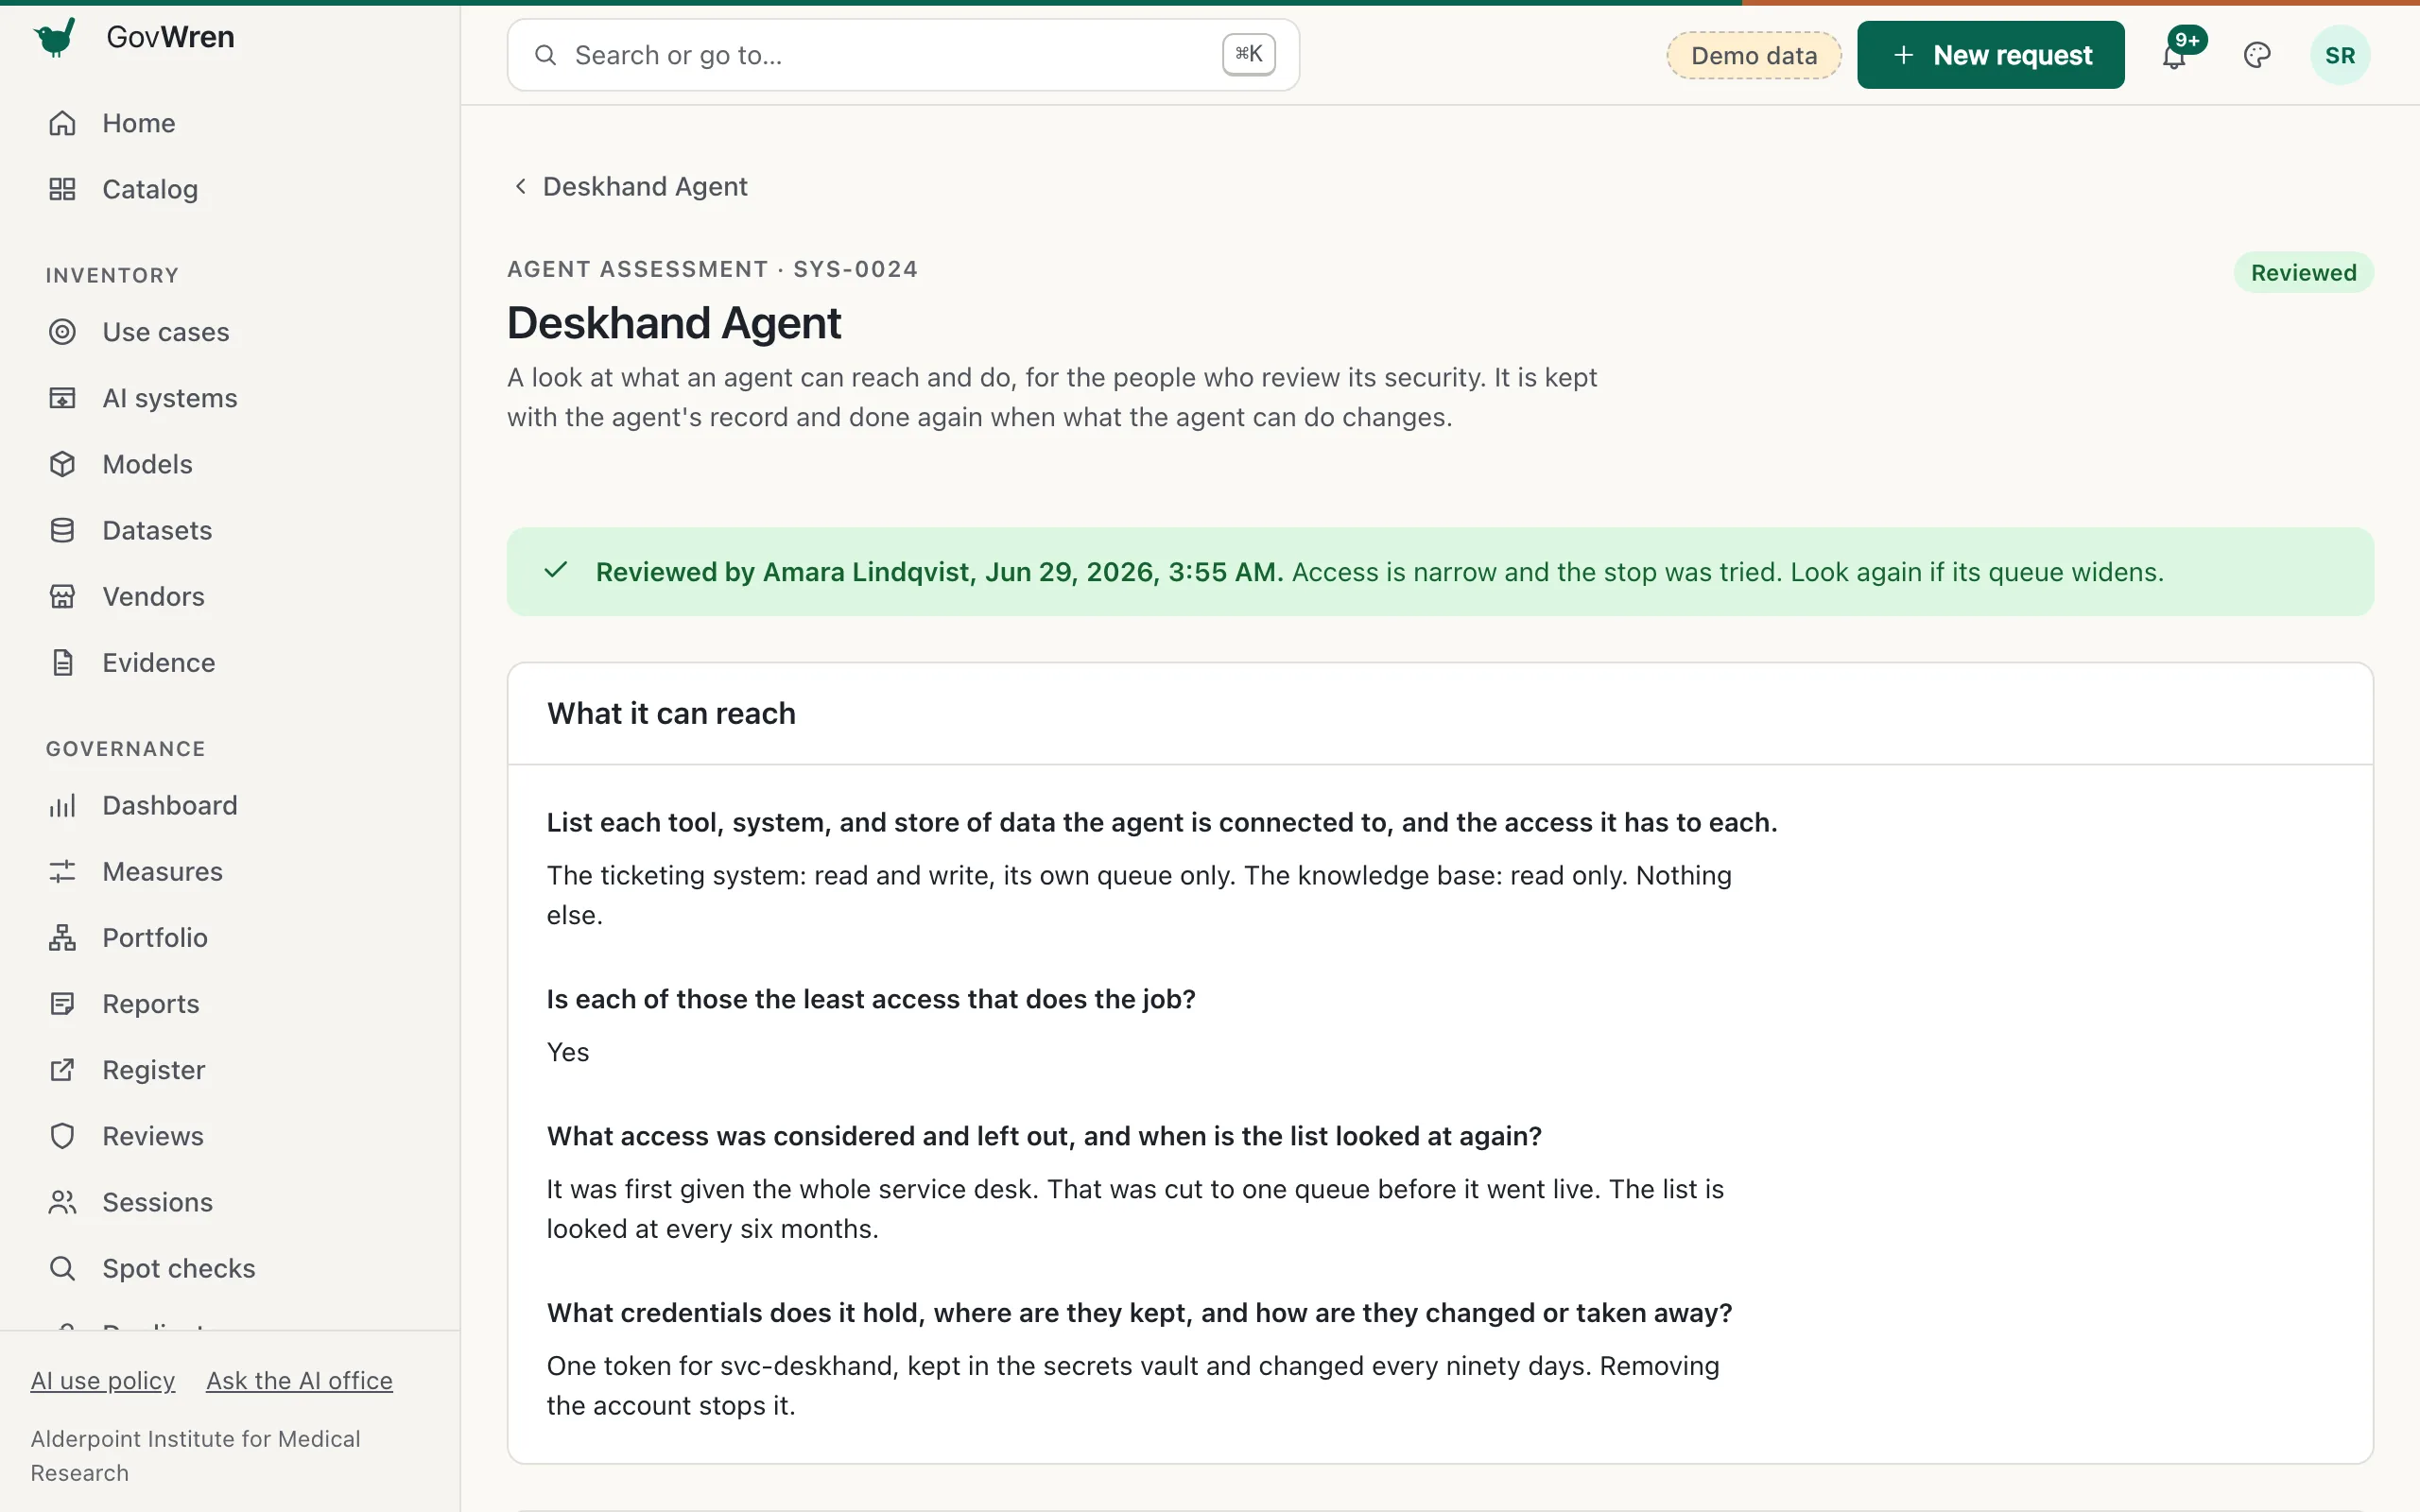 GovWren
Search or go to...
⌘K
Demo data
New request
9+
SR
Home
Catalog
INVENTORY
Use cases
AI systems
Models
Datasets
Vendors
Evidence
GOVERNANCE
Dashboard
Measures
Portfolio
Reports
Register
Reviews
Sessions
Spot checks
AI use policy
Ask the AI office
Alderpoint Institute for Medical
Research
Deskhand Agent
AGENT ASSESSMENT · SYS-0024
Reviewed
Deskhand Agent
A look at what an agent can reach and do, for the people who review its security. It is kept
with the agent's record and done again when what the agent can do changes.
Reviewed by Amara Lindqvist, Jun 29, 2026, 3:55 AM. Access is narrow and the stop was tried. Look again if its queue widens.
What it can reach
List each tool, system, and store of data the agent is connected to, and the access it has to each.
The ticketing system: read and write, its own queue only. The knowledge base: read only. Nothing
else.
Is each of those the least access that does the job?
Yes
What access was considered and left out, and when is the list looked at again?
It was first given the whole service desk. That was cut to one queue before it went live. The list is
looked at every six months.
What credentials does it hold, where are they kept, and how are they changed or taken away?
One token for svc-deskhand, kept in the secrets vault and changed every ninety days. Removing
the account stops it.